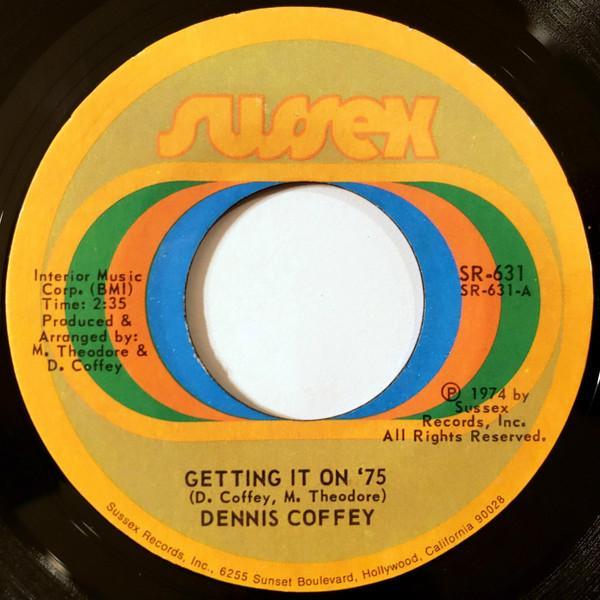 sussex
Interior Music
Corp. (BMI)
Time: 2:35
Produced &
Arranged by:
M. Theodore &
D. Coffey
SR-631
SR-631-A
Ⓟ 1974 by
Sussex
Records, Inc.
All Rights Reserved.
GETTING IT ON '75
(D. Coffey, M. Theodore)
DENNIS COFFEY
Sussex Records, Inc., 6255 Sunset Boulevard, Hollywood, California 90028